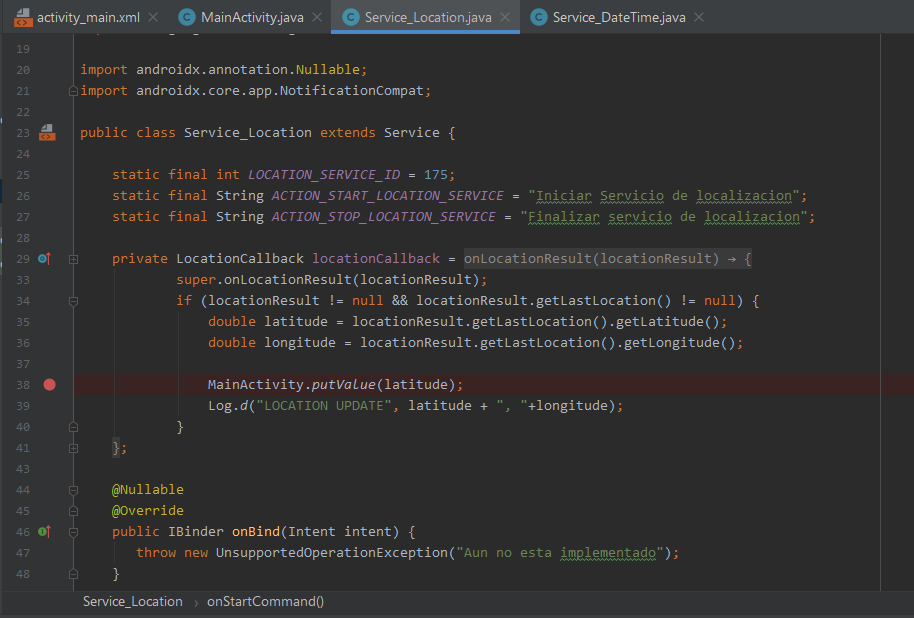 activity_main.xml MainActivity.java Service_Location.java Service_DateTime.java
19
20 import androidx.annotation.Nullable;
21 import androidx.core.app.NotificationCompat;
22
23 public class Service_Location extends Service {
24
25 static final int LOCATION_SERVICE_ID = 175;
26 static final String ACTION_START_LOCATION_SERVICE = "Iniciar Servicio de localizacion";
27 static final String ACTION_STOP_LOCATION_SERVICE = "Finalizar servicio de localizacion";
28
29 private LocationCallback locationCallback = onLocationResult(locationResult) → {
33 super.onLocationResult(locationResult);
34 if (locationResult != null && locationResult.getLastLocation() != null) {
35 double latitude = locationResult.getLastLocation().getLatitude();
36 double longitude = locationResult.getLastLocation().getLongitude();
37
38 MainActivity.putValue(latitude);
39 Log.d("LOCATION UPDATE", latitude + ", "+longitude);
40 }
41 };
43
44 @Nullable
45 @Override
46 public IBinder onBind(Intent intent) {
47 throw new UnsupportedOperationException("Aun no esta implementado");
48 }
Service_Location › onStartCommand()